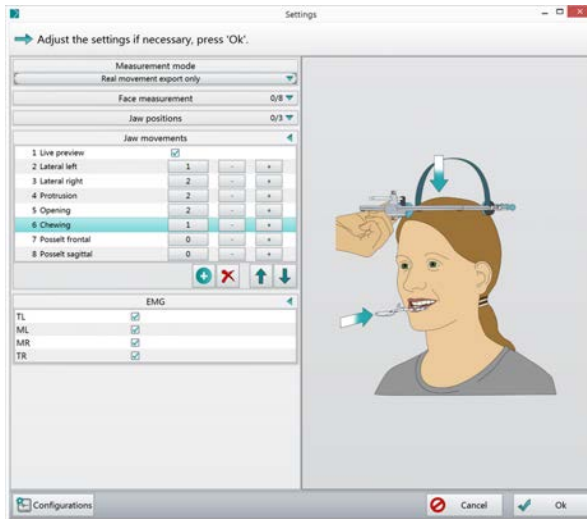 Settings
Adjust the settings if necessary, press 'Ok'.
Measurement mode
Real movement export only
Face measurement 0/8
Jaw positions 0/3
Jaw movements
1 Live preview
2 Lateral left 1 - +
3 Lateral right 2 - +
4 Protrusion 2 - +
5 Opening 2 - +
6 Chewing 1 - +
7 Posselt frontal 0 - +
8 Posselt sagittal 0 - +
EMG
TL
ML
MR
TR
Configurations Cancel Ok